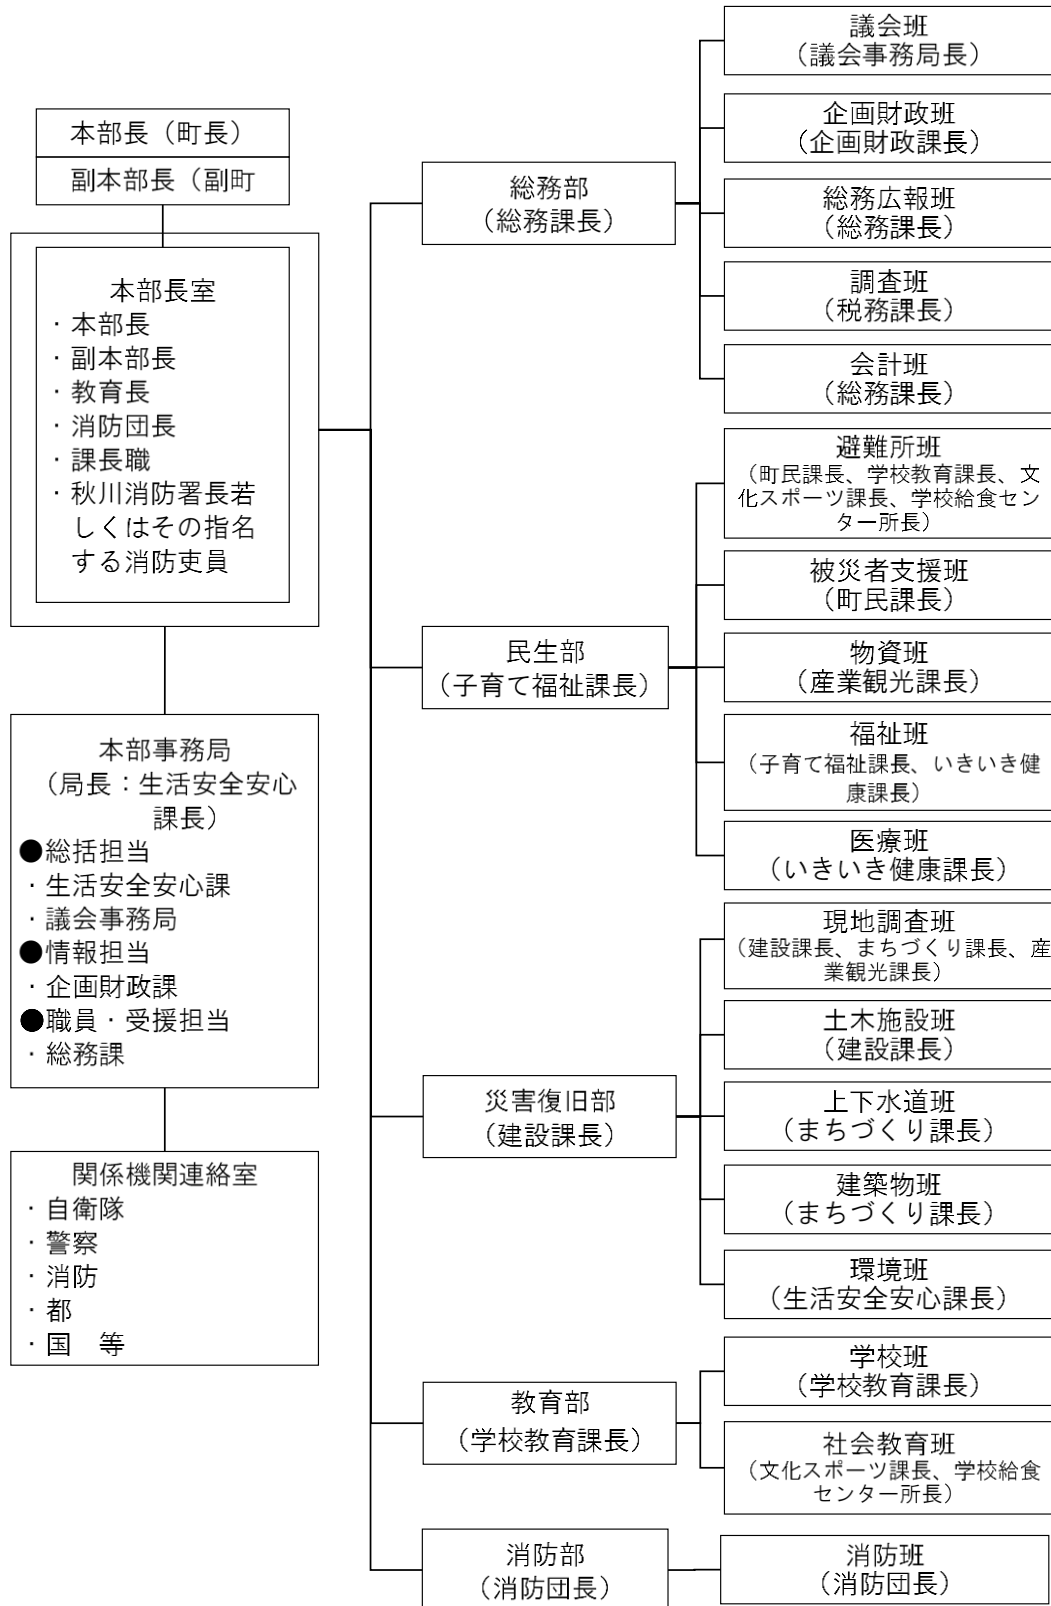 本部長（町長）
副本部長（副町
本部長室
・本部長
・副本部長
・教育長
・消防団長
・課長職
・秋川消防署長若
しくはその指名
する消防吏員
本部事務局
（局長：生活安全安心
課長）
●総括担当
・生活安全安心課
・議会事務局
●情報担当
・企画財政課
●職員・受援担当
・総務課
関係機関連絡室
・自衛隊
・警察
・消防
・都
・国　等
総務部
（総務課長）
議会班
（議会事務局長）
企画財政班
（企画財政課長）
総務広報班
（総務課長）
調査班
（税務課長）
会計班
（総務課長）
民生部
（子育て福祉課長）
避難所班
（町民課長、学校教育課長、文
化スポーツ課長、学校給食セン
ター所長）
被災者支援班
（町民課長）
物資班
（産業観光課長）
福祉班
（子育て福祉課長、いきいき健
康課長）
医療班
（いきいき健康課長）
災害復旧部
（建設課長）
現地調査班
（建設課長、まちづくり課長、産
業観光課長）
土木施設班
（建設課長）
上下水道班
（まちづくり課長）
建築物班
（まちづくり課長）
環境班
（生活安全安心課長）
教育部
（学校教育課長）
学校班
（学校教育課長）
社会教育班
（文化スポーツ課長、学校給食
センター所長）
消防部
（消防団長）
消防班
（消防団長）